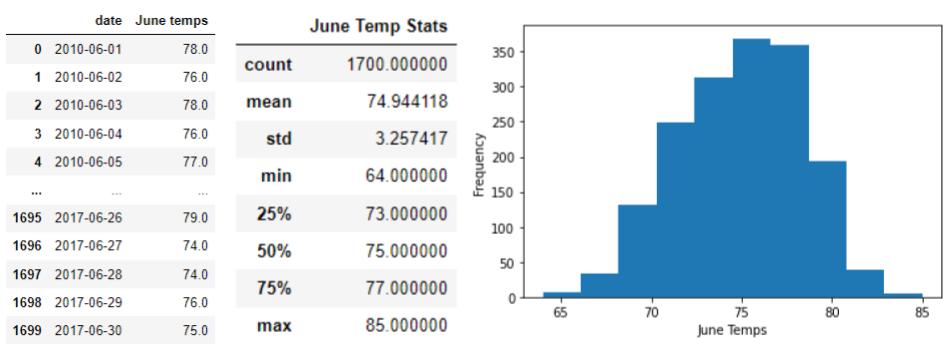 date June temps
0 2010-06-01 78.0
1 2010-06-02 76.0
2 2010-06-03 78.0
3 2010-06-04 76.0
4 2010-06-05 77.0
... ... ...
1695 2017-06-26 79.0
1696 2017-06-27 74.0
1697 2017-06-28 74.0
1698 2017-06-29 76.0
1699 2017-06-30 75.0
June Temp Stats
count 1700.000000
mean 74.944118
std 3.257417
min 64.000000
25% 73.000000
50% 75.000000
75% 77.000000
max 85.000000
Frequency
350
300
250
200
150
100
50
0
65 70 75 80 85
June Temps